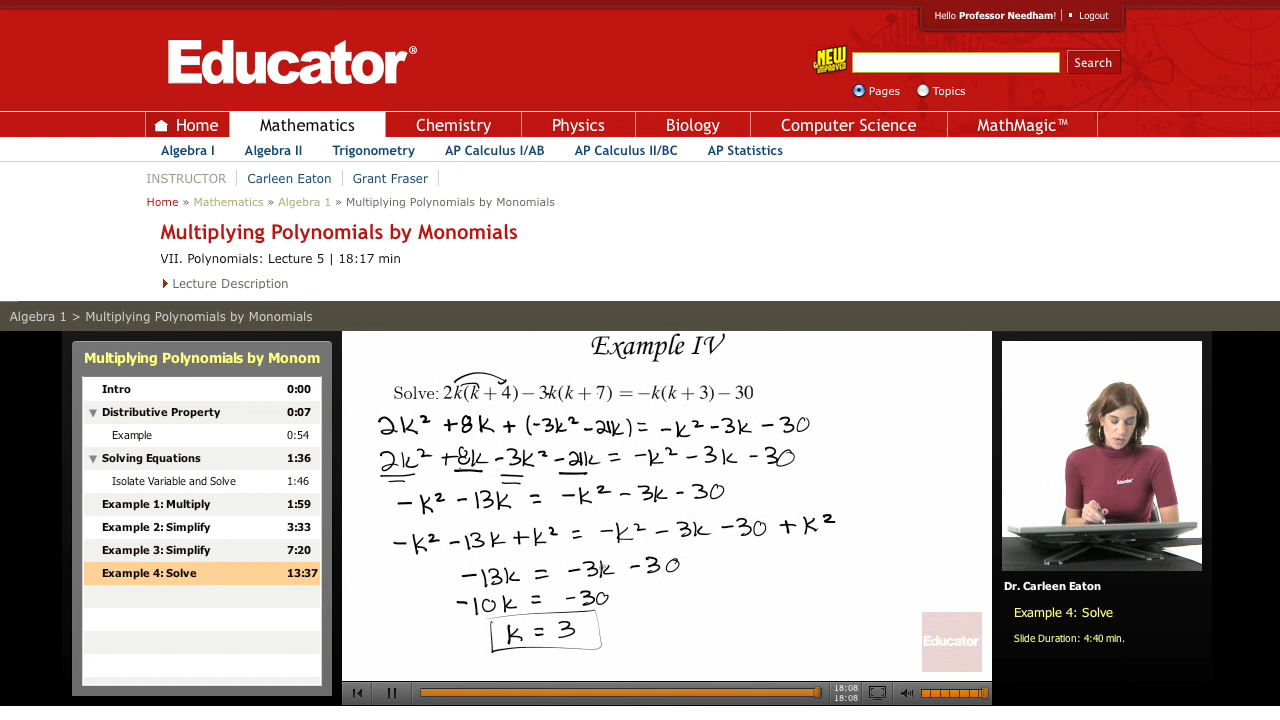 Hello Professor Needham! Logout
Educator®
NEW
& IMPROVED
Search
Pages Topics
Home Mathematics Chemistry Physics Biology Computer Science MathMagic™
Algebra I Algebra II Trigonometry AP Calculus I/AB AP Calculus II/BC AP Statistics
INSTRUCTOR Carleen Eaton Grant Fraser
Home » Mathematics » Algebra 1 » Multiplying Polynomials by Monomials
Multiplying Polynomials by Monomials
VII. Polynomials: Lecture 5 | 18:17 min
Lecture Description
Algebra 1 > Multiplying Polynomials by Monomials
Multiplying Polynomials by Monom
Intro 0:00
Distributive Property 0:07
Example 0:54
Solving Equations 1:36
Isolate Variable and Solve 1:46
Example 1: Multiply 1:59
Example 2: Simplify 3:33
Example 3: Simplify 7:20
Example 4: Solve 13:37
Example IV
Solve: 2k(k + 4) − 3k(k + 7) = −k(k + 3) − 30
2k² + 8k + (-3k² - 21k) = -k² - 3k - 30
2k² + 8k - 3k² - 21k = -k² - 3k - 30
-k² - 13k = -k² - 3k - 30
-k² - 13k + k² = -k² - 3k - 30 + k²
-13k = -3k - 30
-10k = -30
k = 3
Educator
18:08
18:08
Educator
Dr. Carleen Eaton
Example 4: Solve
Slide Duration: 4:40 min.